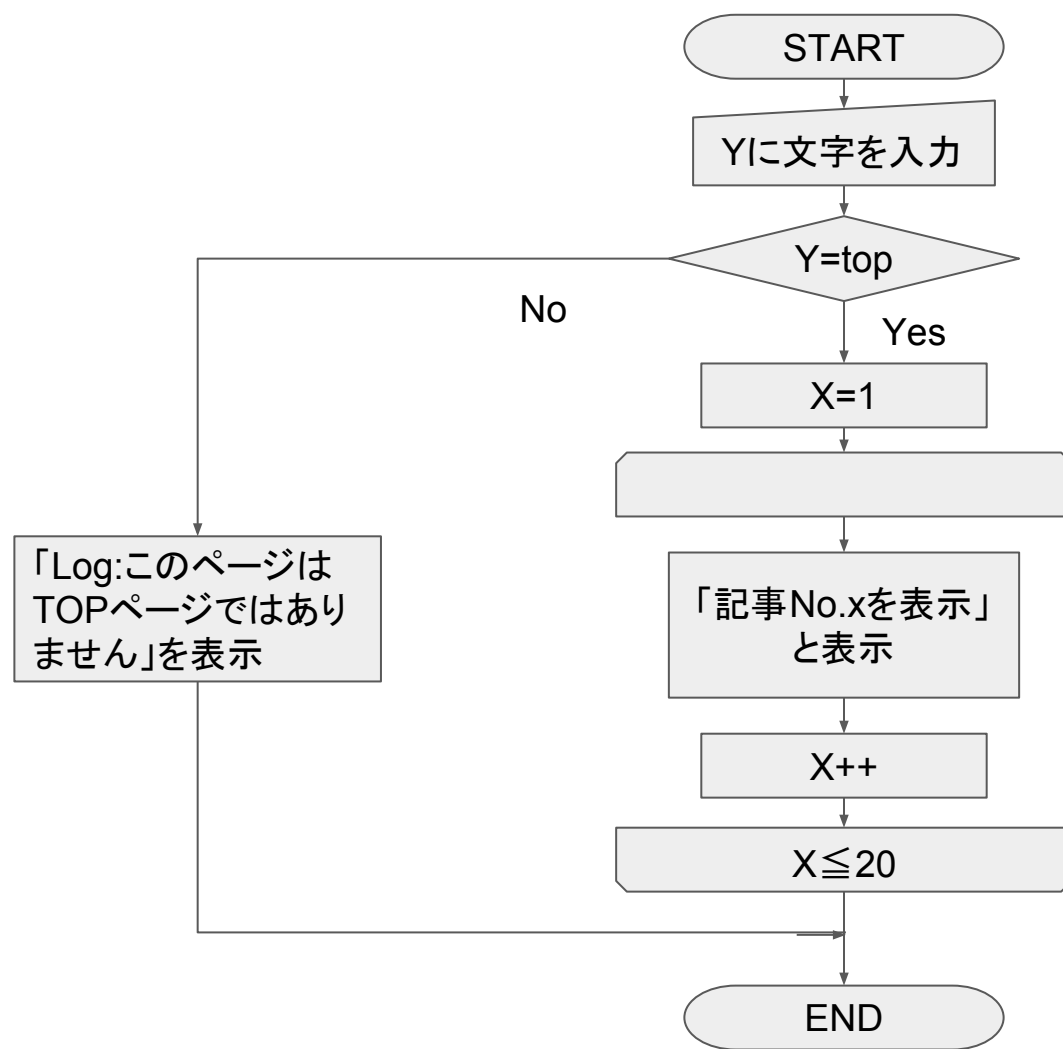 START
Yに文字を入力
Y=top
No
Yes
X=1
「Log:このページは
TOPページではあり
ません」を表示
「記事No.xを表示」
と表示
X++
X≦20
END